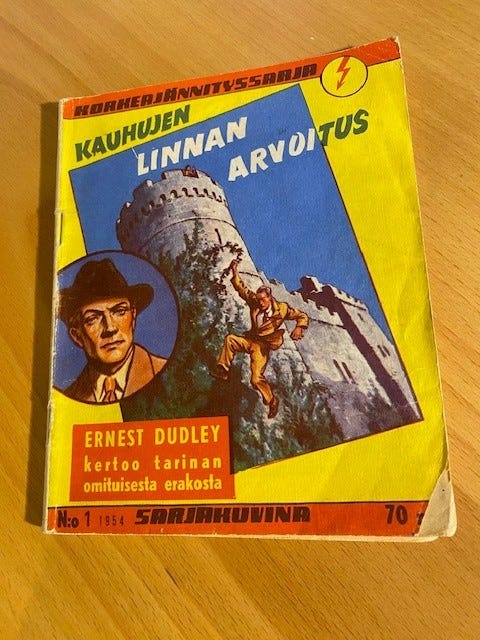 KORKEAJÄNNITYSSARJA
KAUHUJEN
LINNAN
ARVOITUS
ERNEST DUDLEY
kertoo tarinan
omituisesta erakosta
N:o 1 1954 SARJAKUVINA 70